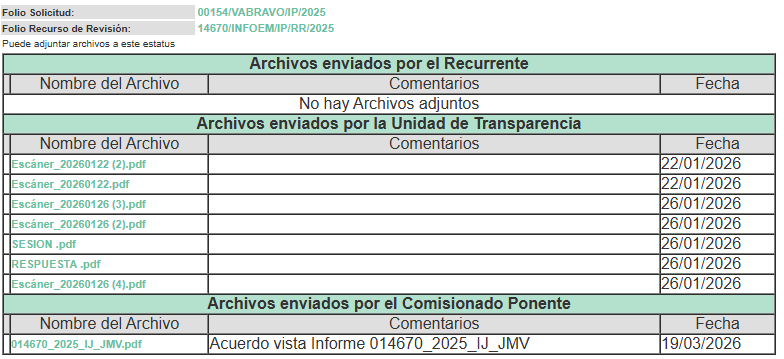 Folio Solicitud: 00154/VABRAVO/IP/2025
Folio Recurso de Revisión: 14670/INFOEM/IP/RR/2025
Puede adjuntar archivos a este estatus
Archivos enviados por el Recurrente
Nombre del Archivo Comentarios Fecha
No hay Archivos adjuntos
Archivos enviados por la Unidad de Transparencia
Nombre del Archivo Comentarios Fecha
Escáner_20260122 (2).pdf 22/01/2026
Escáner_20260122.pdf 22/01/2026
Escáner_20260126 (3).pdf 26/01/2026
Escáner_20260126 (2).pdf 26/01/2026
SESION .pdf 26/01/2026
RESPUESTA .pdf 26/01/2026
Escáner_20260126 (4).pdf 26/01/2026
Archivos enviados por el Comisionado Ponente
Nombre del Archivo Comentarios Fecha
014670_2025_IJ_JMV.pdf Acuerdo vista Informe 014670_2025_IJ_JMV 19/03/2026